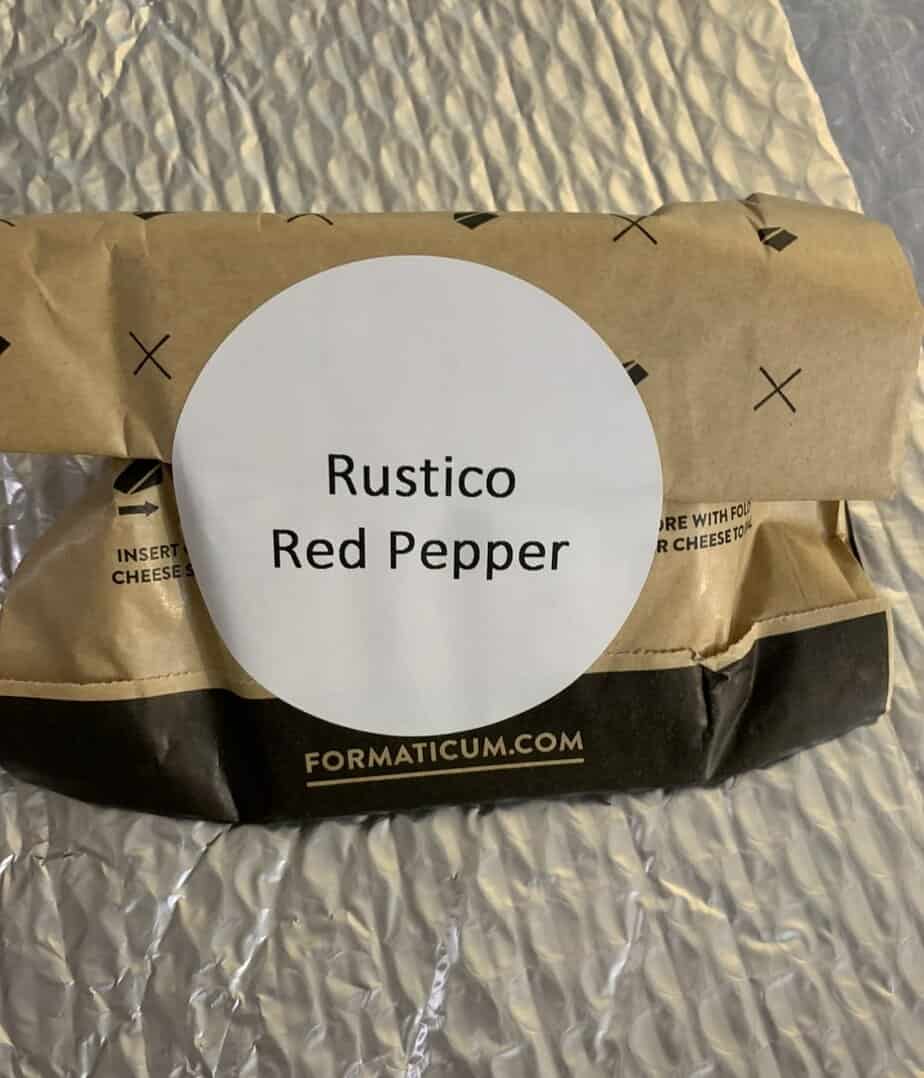 Rustico
Red Pepper
INSERT
CHEESE
WITH
CHEESE
FORMATICUM.COM